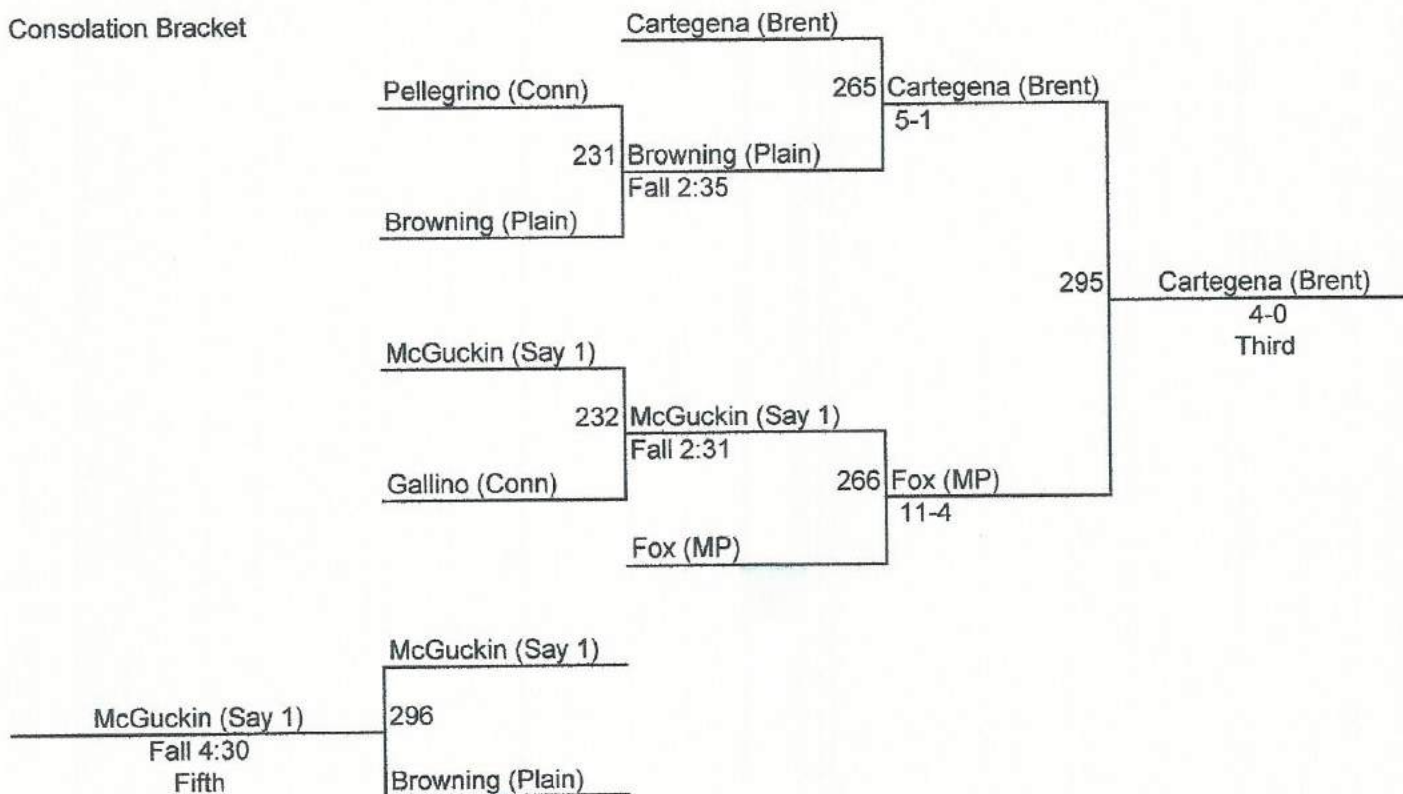 Consolation Bracket
Cartegena (Brent)
Pellegrino (Conn)
265 Cartegena (Brent)
5-1
231 Browning (Plain)
Fall 2:35
Browning (Plain)
295
Cartegena (Brent)
4-0
Third
McGuckin (Say 1)
232 McGuckin (Say 1)
Fall 2:31
Gallino (Conn)
266 Fox (MP)
11-4
Fox (MP)
McGuckin (Say 1)
McGuckin (Say 1)
296
Fall 4:30
Fifth
Browning (Plain)